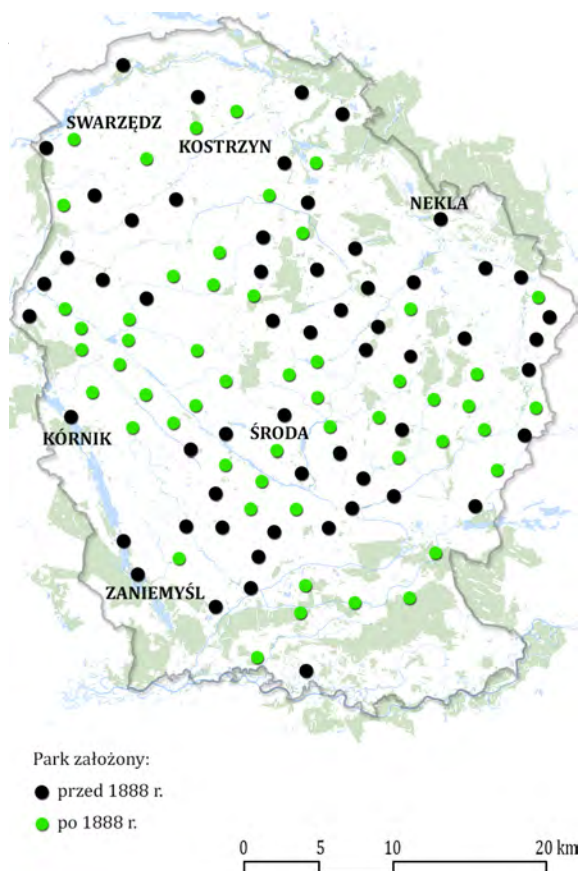 SWARZĘDZ
KOSTRZYN
NEKLA
KÓRNIK
ŚRODA
ZANIEMYŚL
Park założony:
przed 1888 r.
po 1888 r.
0 5 10 20 km